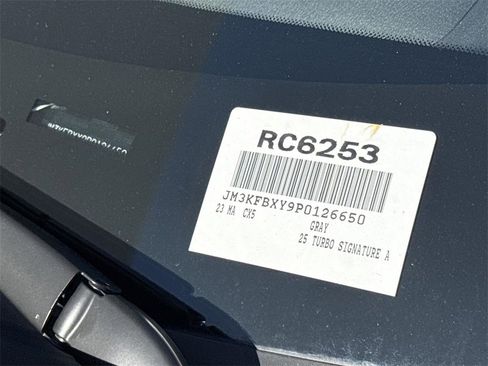 RC6253
JM3KFBXY9P0126650
23 MA CX5
GRAY
25 TURBO SIGNATURE A